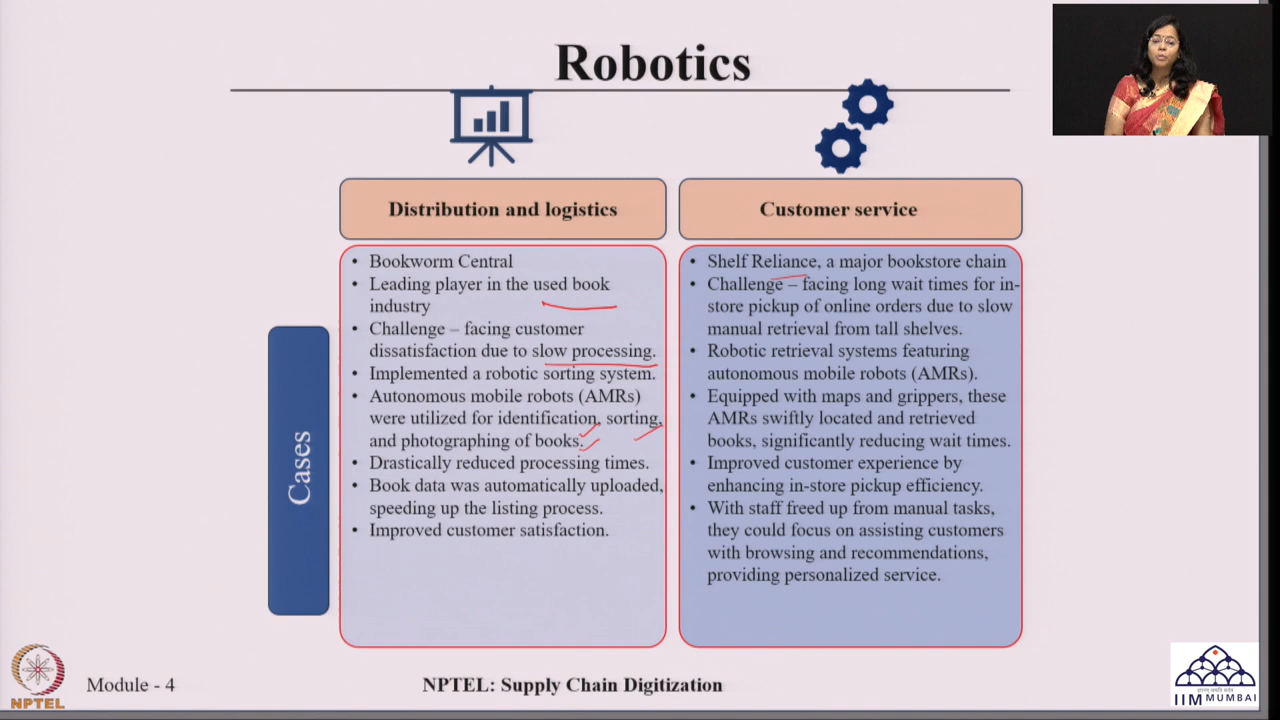 Robotics
Distribution and logistics
• Bookworm Central
• Leading player in the used book
industry
• Challenge – facing customer
dissatisfaction due to slow processing.
• Implemented a robotic sorting system.
• Autonomous mobile robots (AMRs)
were utilized for identification, sorting,
and photographing of books.
• Drastically reduced processing times.
• Book data was automatically uploaded,
speeding up the listing process.
• Improved customer satisfaction.
Customer service
• Shelf Reliance, a major bookstore chain
• Challenge – facing long wait times for in-
store pickup of online orders due to slow
manual retrieval from tall shelves.
• Robotic retrieval systems featuring
autonomous mobile robots (AMRs).
• Equipped with maps and grippers, these
AMRs swiftly located and retrieved
books, significantly reducing wait times.
• Improved customer experience by
enhancing in-store pickup efficiency.
• With staff freed up from manual tasks,
they could focus on assisting customers
with browsing and recommendations,
providing personalized service.
Cases
NPTEL
Module - 4
NPTEL: Supply Chain Digitization
IIM MUMBAI